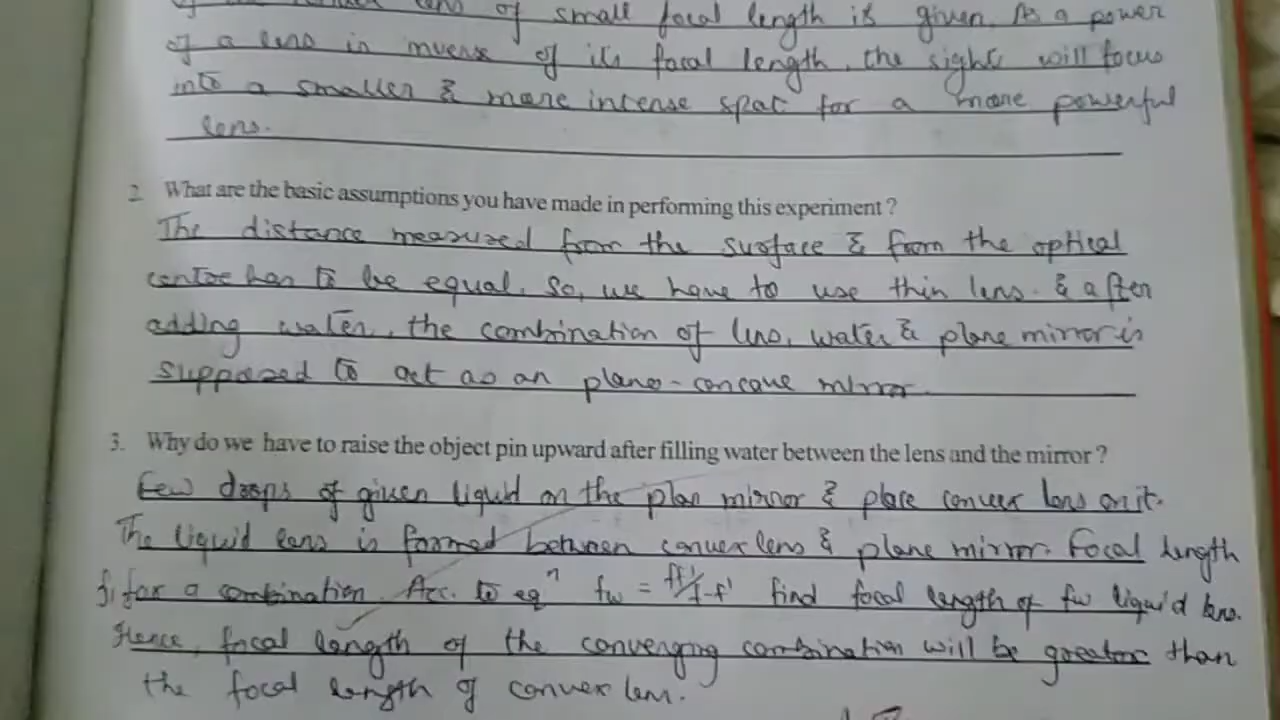 lens of small focal length is given. As a power
of a lens is inverse of its focal length, the sight will focus
into a smaller & more intense spot for a more powerful
lens.
2. What are the basic assumptions you have made in performing this experiment ?
The distance measured from the surface & from the optical
centre has to be equal. So, we have to use thin lens. & after
adding water, the combination of lens, water & plane mirror is
supposed to act as an plano-concave mirror.
3. Why do we have to raise the object pin upward after filling water between the lens and the mirror ?
Few drops of given liquid on the plan mirror & place convex lens on it.
The liquid lens is formed between convex lens & plane mirror. Focal length
f, for a combination. Acc. to eqⁿ fw = ff'/f-f' find focal length of fw liquid lens.
Hence, focal length of the converging combination will be greater than
the focal length of convex lens.